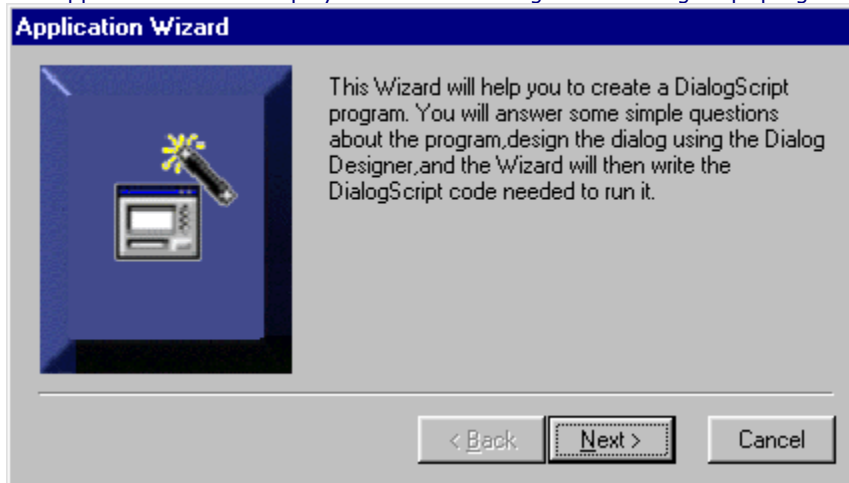 Application Wizard
This Wizard will help you to create a DialogScript
program. You will answer some simple questions
about the program,design the dialog using the Dialog
Designer,and the Wizard will then write the
DialogScript code needed to run it.
< Back Next > Cancel